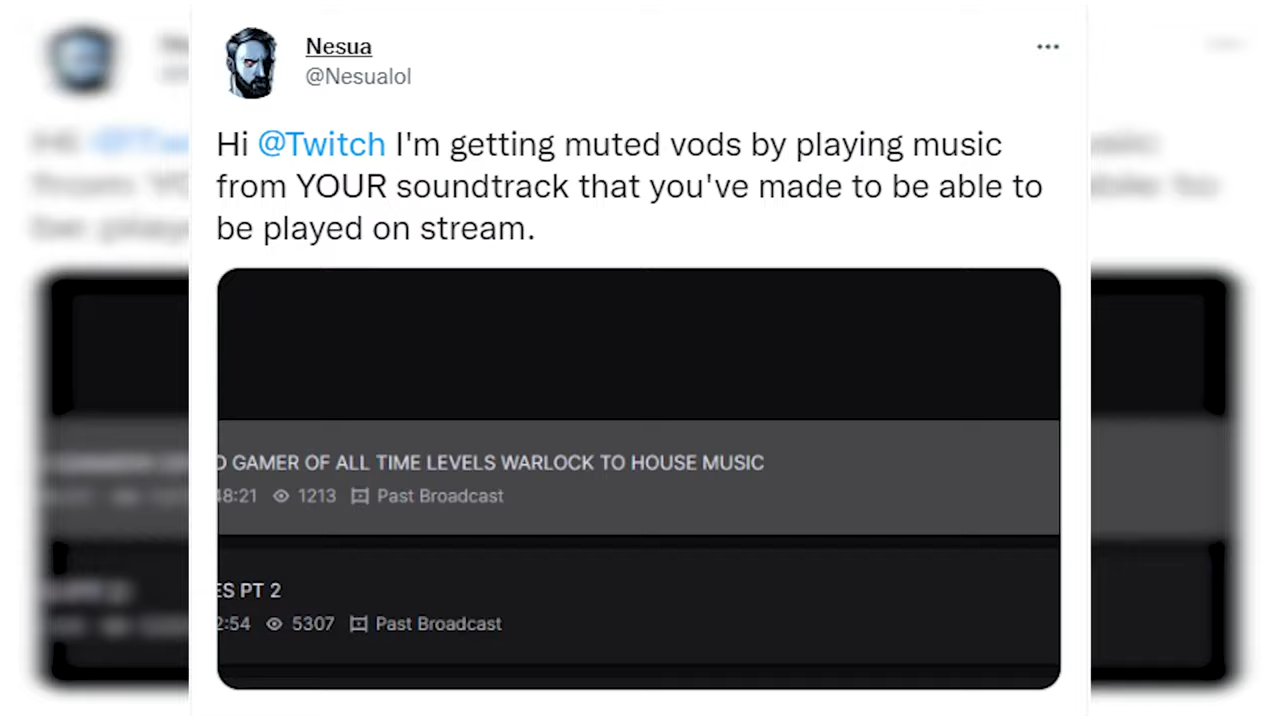 Nesua
@Nesualol
Hi @Twitch I'm getting muted vods by playing music
from YOUR soundtrack that you've made to be able to
be played on stream.
GAMER OF ALL TIME LEVELS WARLOCK TO HOUSE MUSIC
48:21 1213 Past Broadcast
ES PT 2
2:54 5307 Past Broadcast